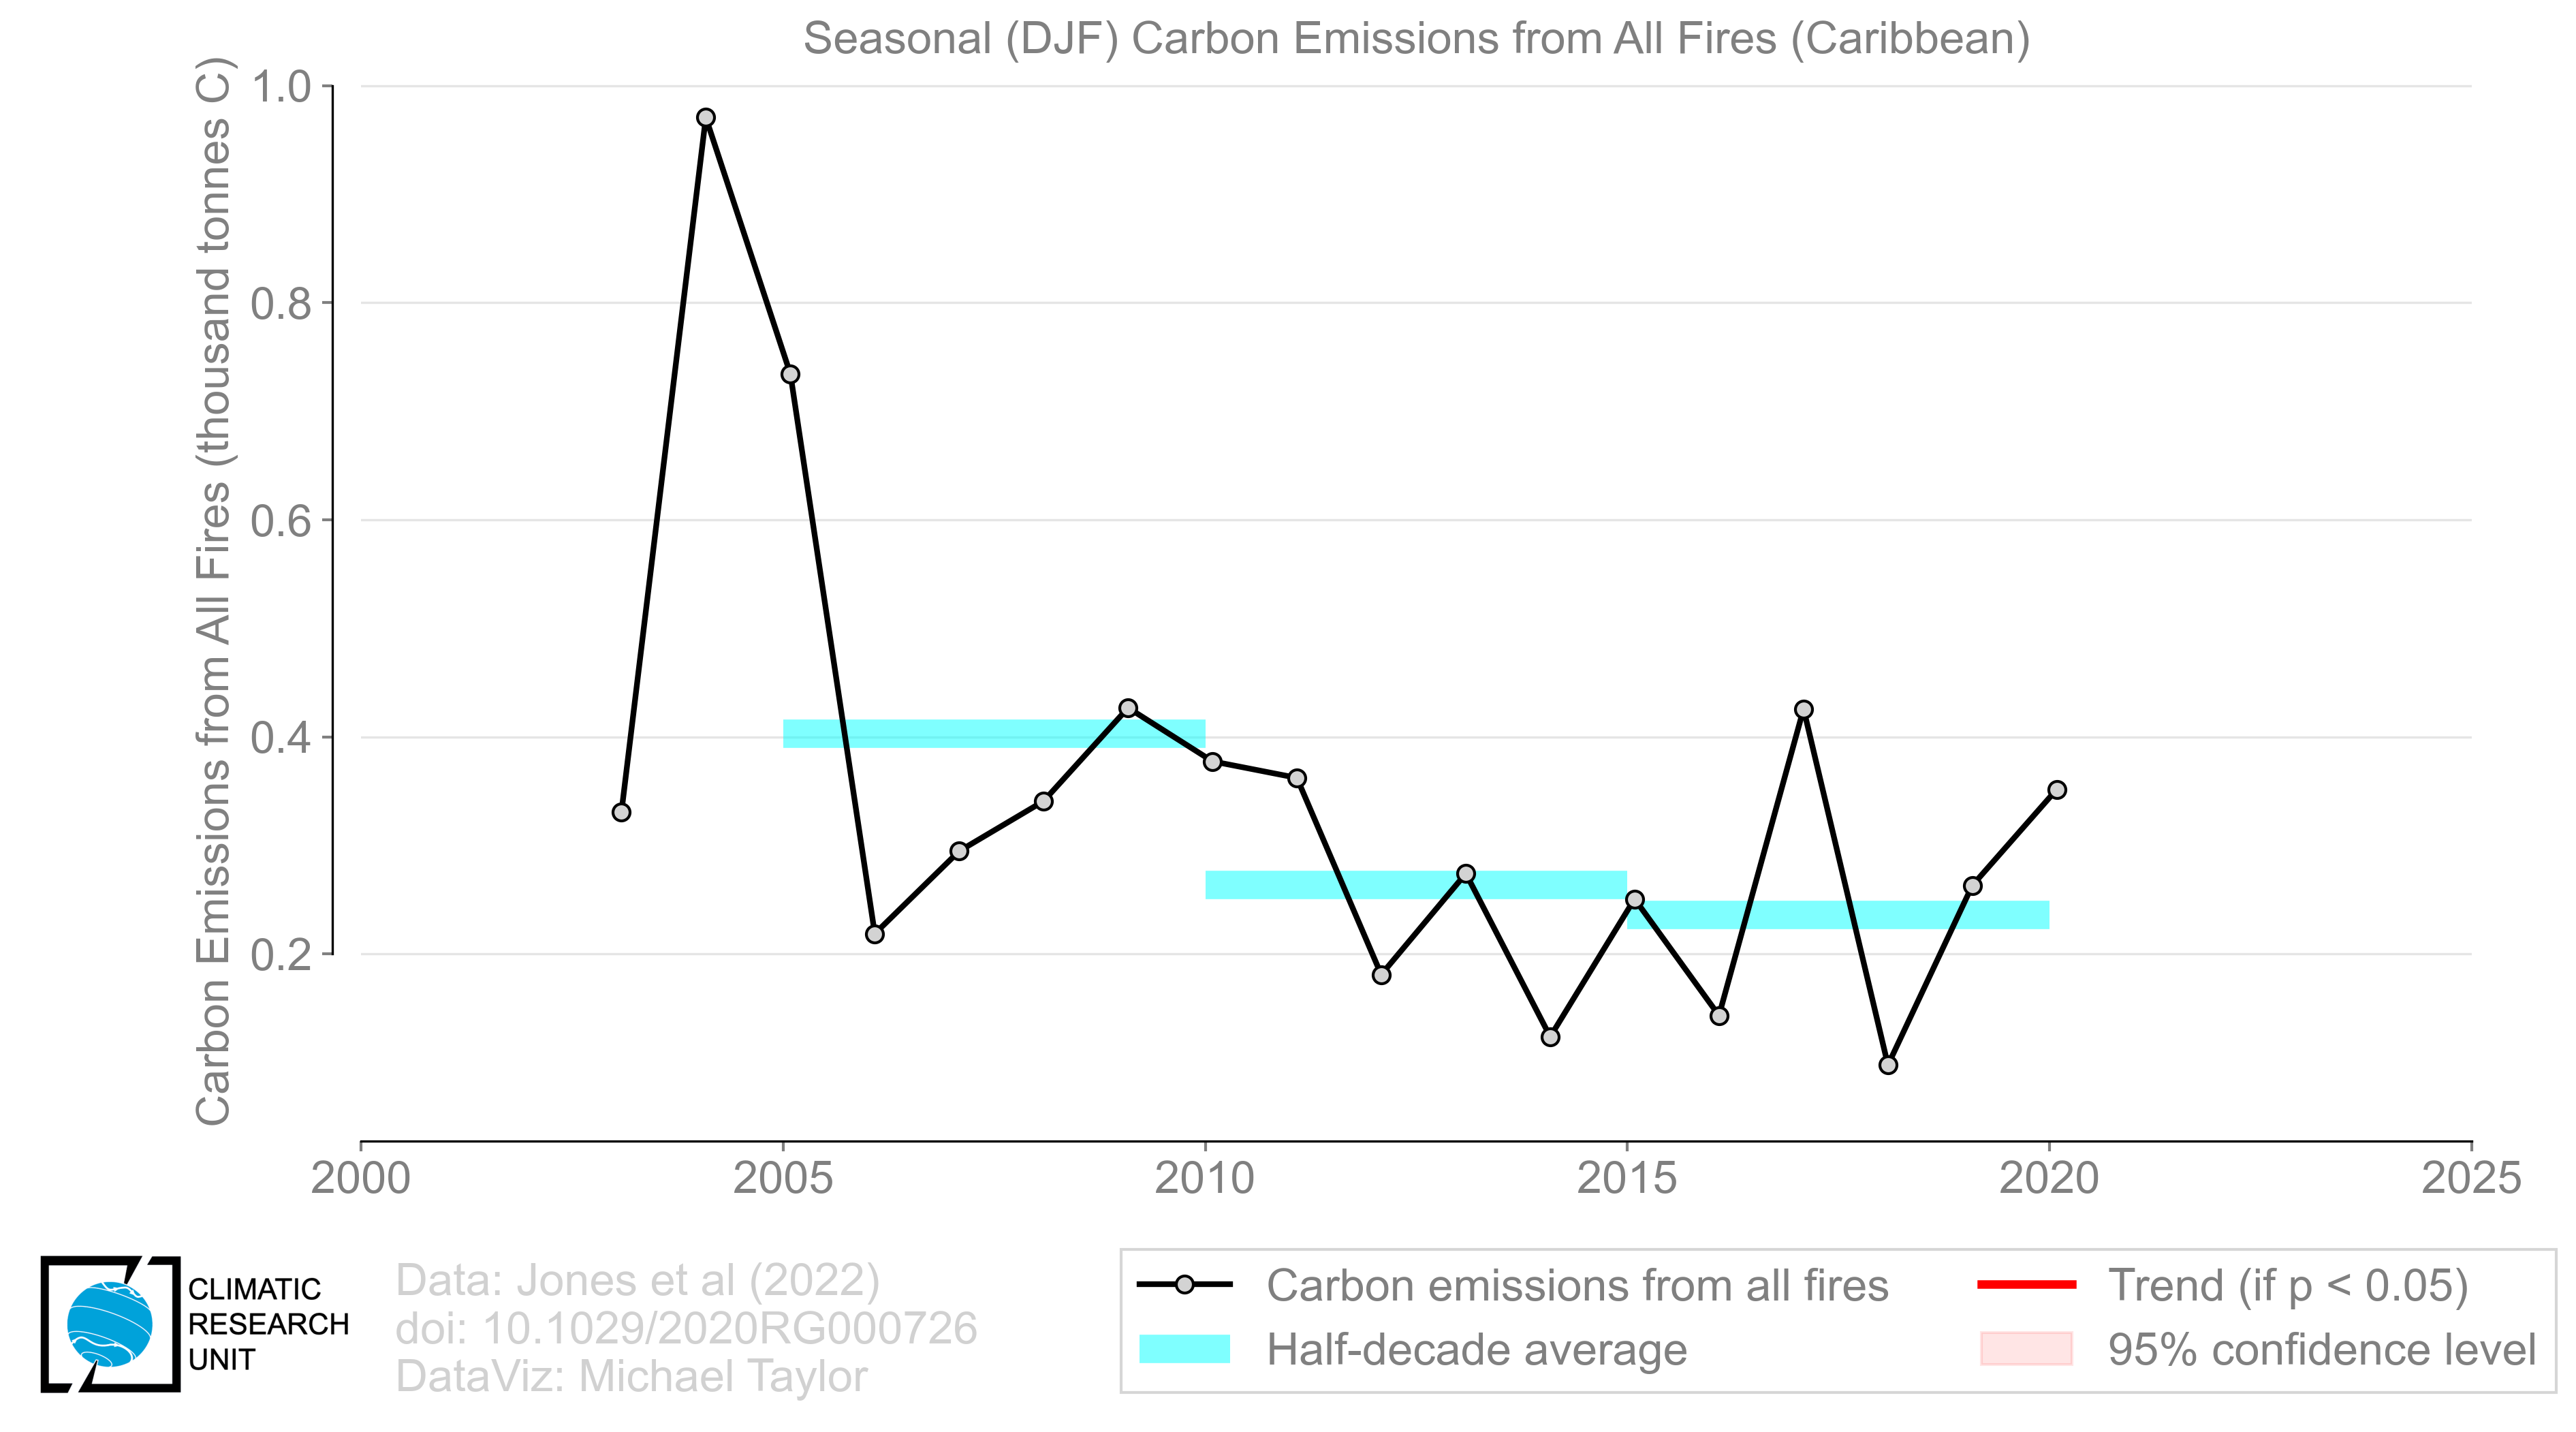 Seasonal (DJF) Carbon Emissions from All Fires (Caribbean)
Carbon Emissions from All Fires (thousand tonnes C)
1.0
0.8
0.6
0.4
0.2
2000
2005
2010
2015
2020
2025
CLIMATIC
RESEARCH
UNIT
Data: Jones et al (2022)
doi: 10.1029/2020RG000726
DataViz: Michael Taylor
Carbon emissions from all fires
Half-decade average
Trend (if p < 0.05)
95% confidence level